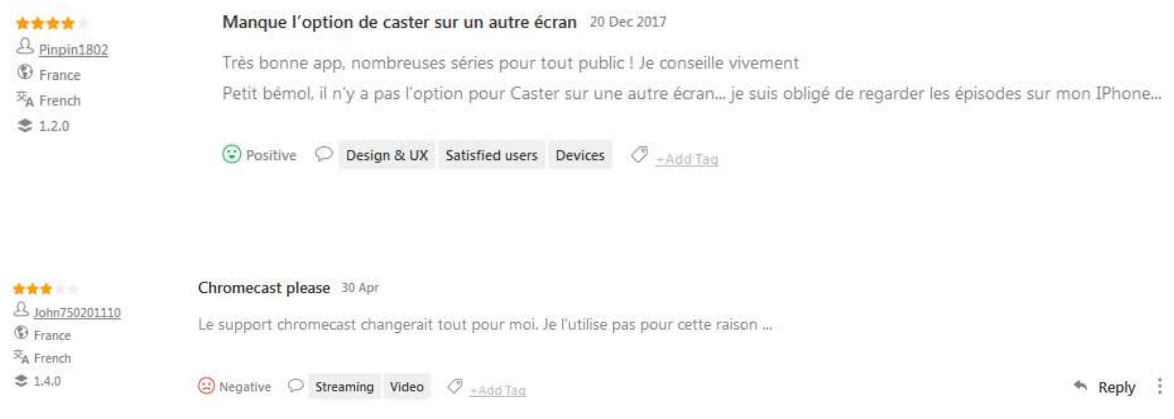 Manque l'option de caster sur un autre écran 20 Dec 2017
Pinpin1802
France
French
1.2.0
Très bonne app, nombreuses séries pour tout public ! Je conseille vivement
Petit bémol, il n'y a pas l'option pour Caster sur une autre écran... je suis obligé de regarder les épisodes sur mon IPhone...
Positive Design & UX Satisfied users Devices +Add Tag
Chromecast please 30 Apr
John750201110
France
French
1.4.0
Le support chromecast changerait tout pour moi. Je l'utilise pas pour cette raison ...
Negative Streaming Video +Add Tag Reply